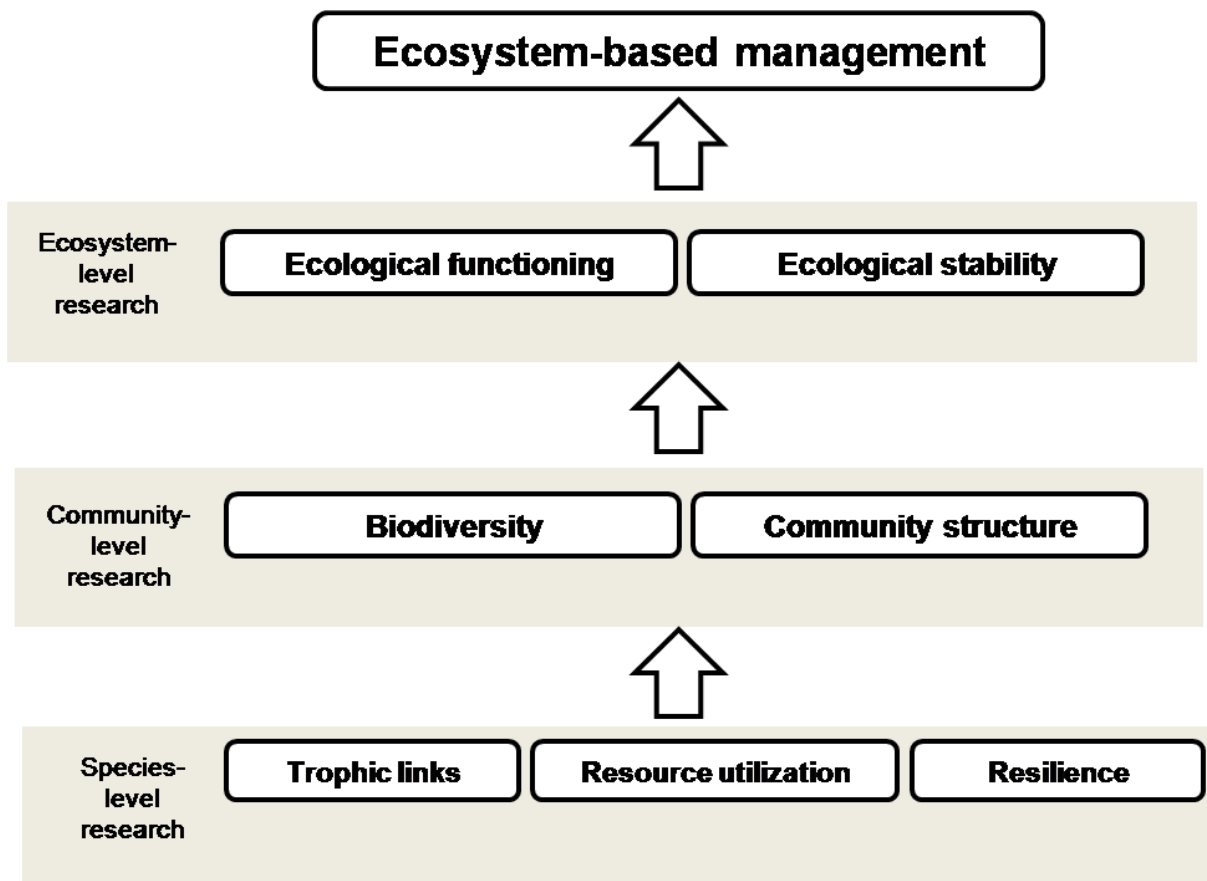 Ecosystem-based management
Ecosystem-
level
research
Ecological functioning
Ecological stability
Community-
level
research
Biodiversity
Community structure
Species-
level
research
Trophic links
Resource utilization
Resilience